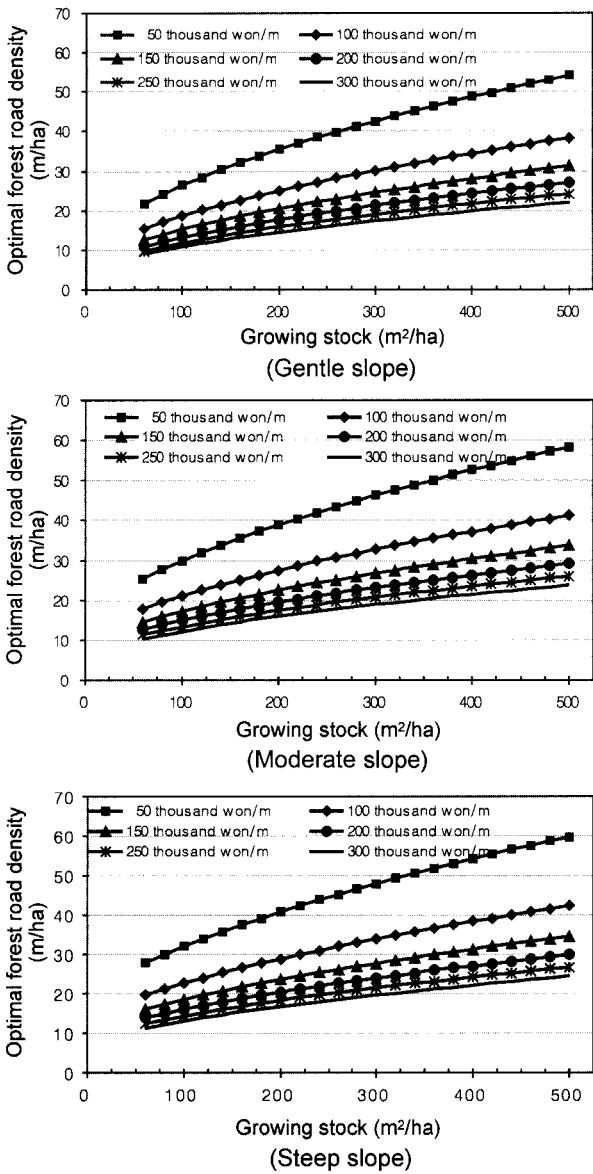 70
50 thousand won/m 100 thousand won/m
60
150 thousand won/m 200 thousand won/m
250 thousand won/m 300 thousand won/m
50
40
30
20
10
0
Optimal forest road density
(m/ha)
0 100 200 300 400 500
Growing stock (m²/ha)
(Gentle slope)
70
50 thousand won/m 100 thousand won/m
60
150 thousand won/m 200 thousand won/m
250 thousand won/m 300 thousand won/m
50
40
30
20
10
0
Optimal forest road density
(m/ha)
0 100 200 300 400 500
Growing stock (m²/ha)
(Moderate slope)
70
50 thousand won/m 100 thousand won/m
60
150 thousand won/m 200 thousand won/m
250 thousand won/m 300 thousand won/m
50
40
30
20
10
0
Optimal forest road density
(m/ha)
0 100 200 300 400 500
Growing stock (m²/ha)
(Steep slope)